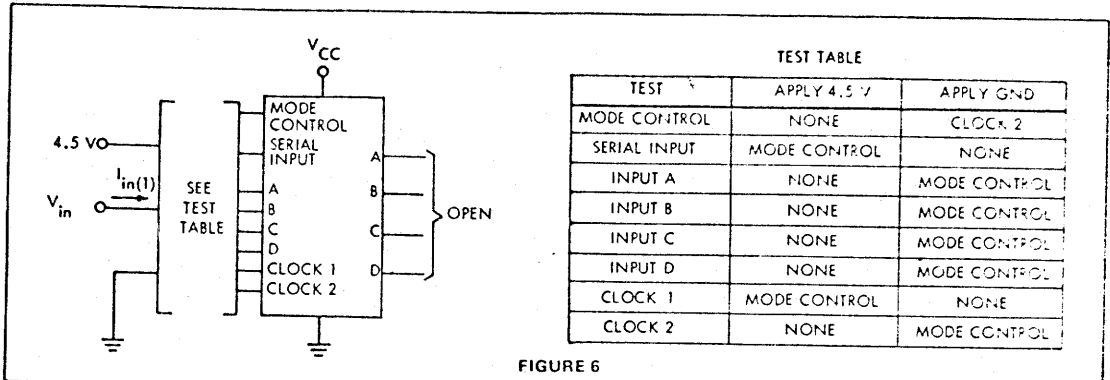 V_CC
MODE CONTROL
SERIAL INPUT
A
B
C
D
CLOCK 1
CLOCK 2
4.5 V
I_in(1)
V_in
SEE TEST TABLE
A
B
C
D
OPEN
TEST TABLE
TEST APPLY 4.5 V APPLY GND
MODE CONTROL NONE CLOCK 2
SERIAL INPUT MODE CONTROL NONE
INPUT A NONE MODE CONTROL
INPUT B NONE MODE CONTROL
INPUT C NONE MODE CONTROL
INPUT D NONE MODE CONTROL
CLOCK 1 MODE CONTROL NONE
CLOCK 2 NONE MODE CONTROL
FIGURE 6